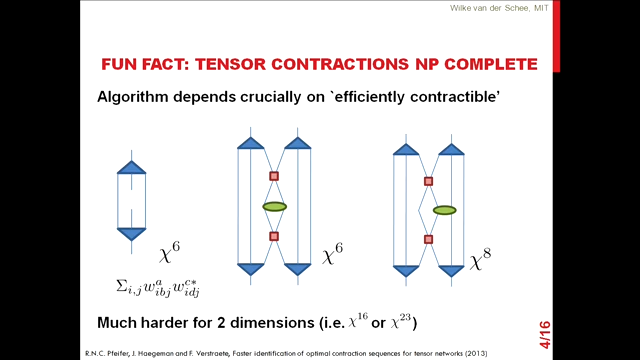 Wilke van der Schee, MIT
FUN FACT: TENSOR CONTRACTIONS NP COMPLETE
Algorithm depends crucially on `efficiently contractible'
χ^6
χ^6
χ^8
Σ_{i,j} w^a_{ibj} w^{c*}_{idj}
Much harder for 2 dimensions (i.e. χ^16 or χ^23)
4/16
R.N.C. Pfeifer, J. Haegeman and F. Verstraete, Faster identification of optimal contraction sequences for tensor networks (2013)